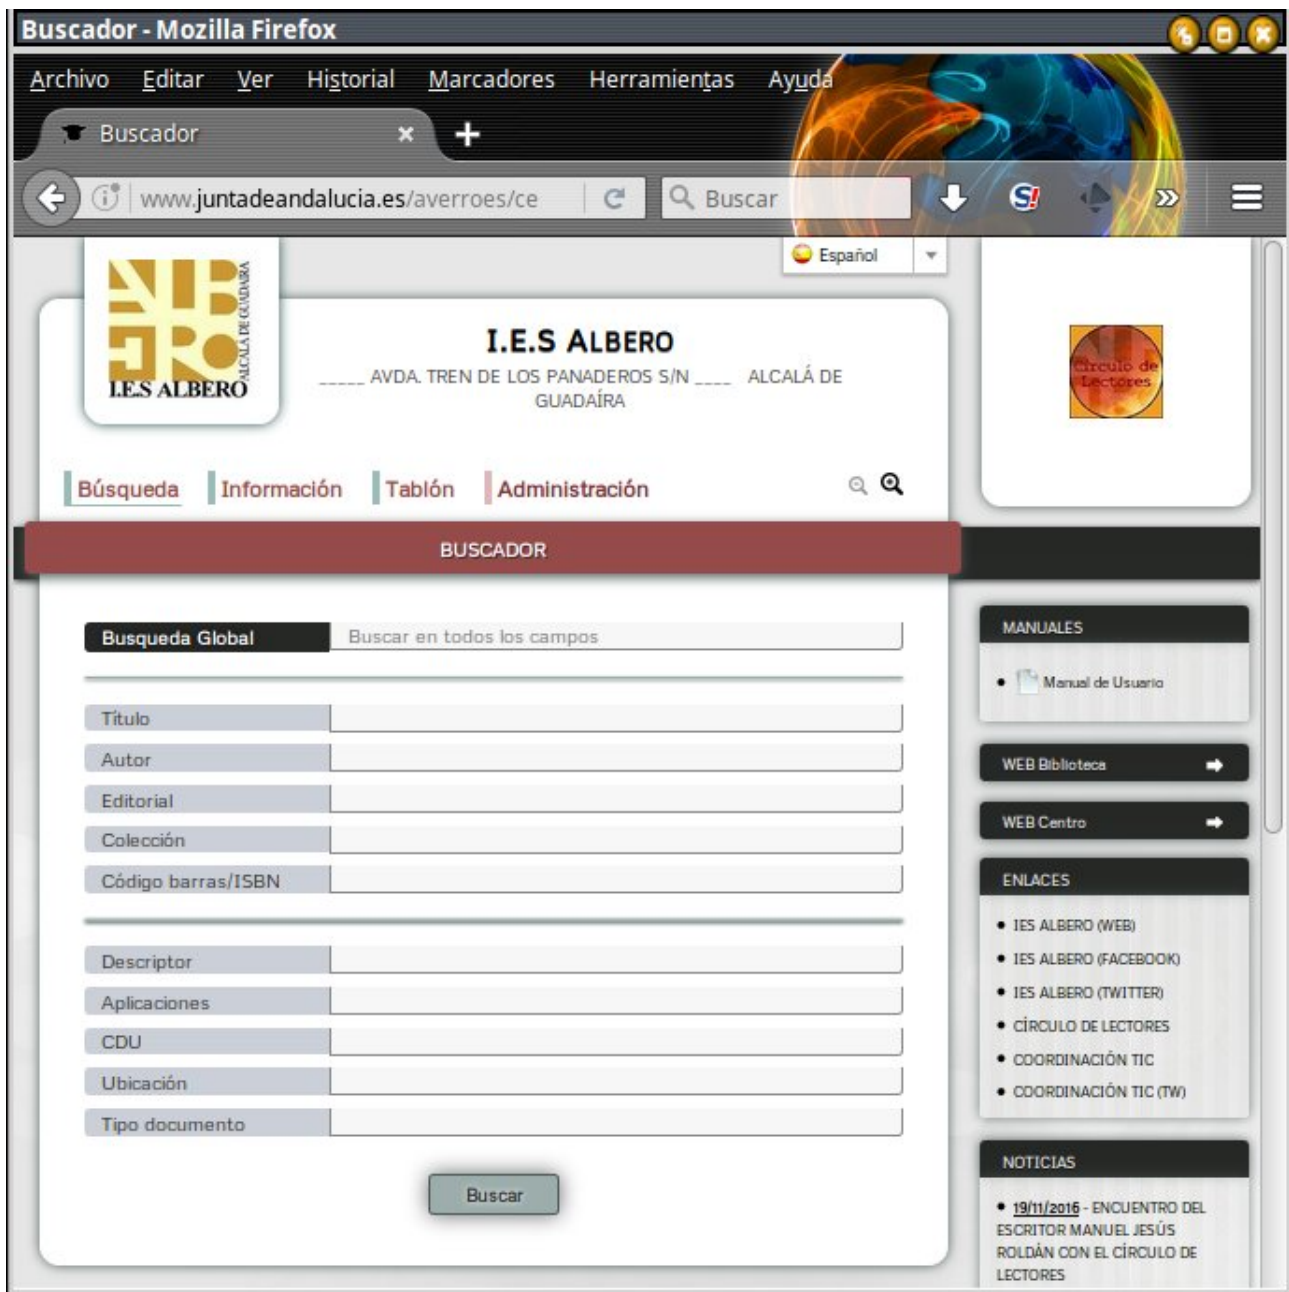 Buscador - Mozilla Firefox
Archivo Editar Ver Historial Marcadores Herramientas Ayuda
Buscador
www.juntadeandalucia.es/averroes/ce
Buscar
Español
ALCALÁ DE GUADAÍRA
I.E.S ALBERO
I.E.S ALBERO
_____ AVDA. TREN DE LOS PANADEROS S/N ____ ALCALÁ DE
GUADAÍRA
Círculo de
Lectores
Búsqueda Información Tablón Administración
BUSCADOR
Busqueda Global Buscar en todos los campos
Título
Autor
Editorial
Colección
Código barras/ISBN
Descriptor
Aplicaciones
CDU
Ubicación
Tipo documento
Buscar
MANUALES
Manual de Usuario
WEB Biblioteca
WEB Centro
ENLACES
IES ALBERO (WEB)
IES ALBERO (FACEBOOK)
IES ALBERO (TWITTER)
CÍRCULO DE LECTORES
COORDINACIÓN TIC
COORDINACIÓN TIC (TW)
NOTICIAS
19/11/2016 - ENCUENTRO DEL
ESCRITOR MANUEL JESÚS
ROLDÁN CON EL CÍRCULO DE
LECTORES